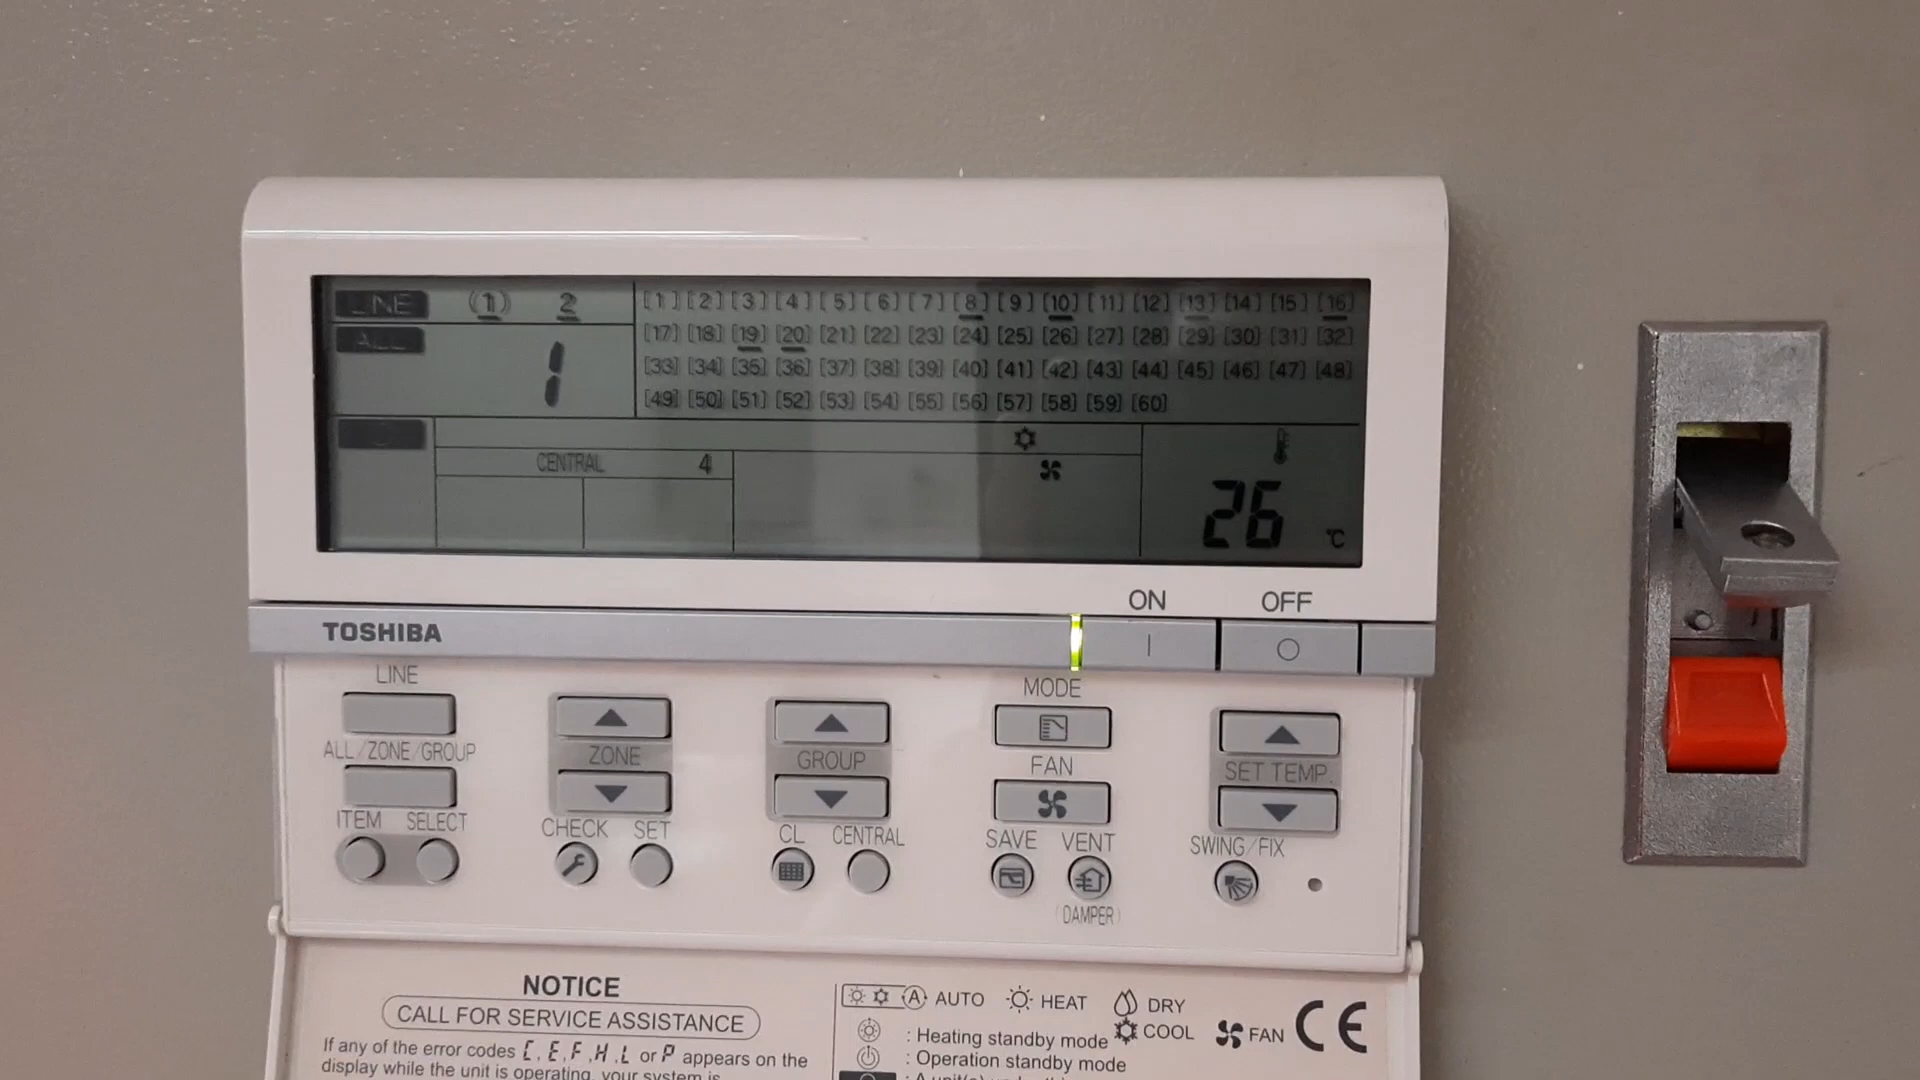 LINE (1) 2
[1] [2] [3] [4] [5] [6] [7] [8] [9] [10] [11] [12] [13] [14] [15] [16]
ALL
[17] [18] [19] [20] [21] [22] [23] [24] [25] [26] [27] [28] [29] [30] [31] [32]
1
[33] [34] [35] [36] [37] [38] [39] [40] [41] [42] [43] [44] [45] [46] [47] [48]
[49] [50] [51] [52] [53] [54] [55] [56] [57] [58] [59] [60]
CENTRAL 4
26 °C
ON OFF
TOSHIBA
LINE
MODE
ALL/ZONE/GROUP
ZONE
GROUP
FAN
SET TEMP.
ITEM SELECT
CHECK SET
CL CENTRAL
SAVE VENT
SWING/FIX
(DAMPER)
NOTICE
CALL FOR SERVICE ASSISTANCE
If any of the error codes C, E, F, H, L or P appears on the
display while the unit is operating, your system is
A AUTO HEAT DRY
: Heating standby mode COOL FAN CE
: Operation standby mode